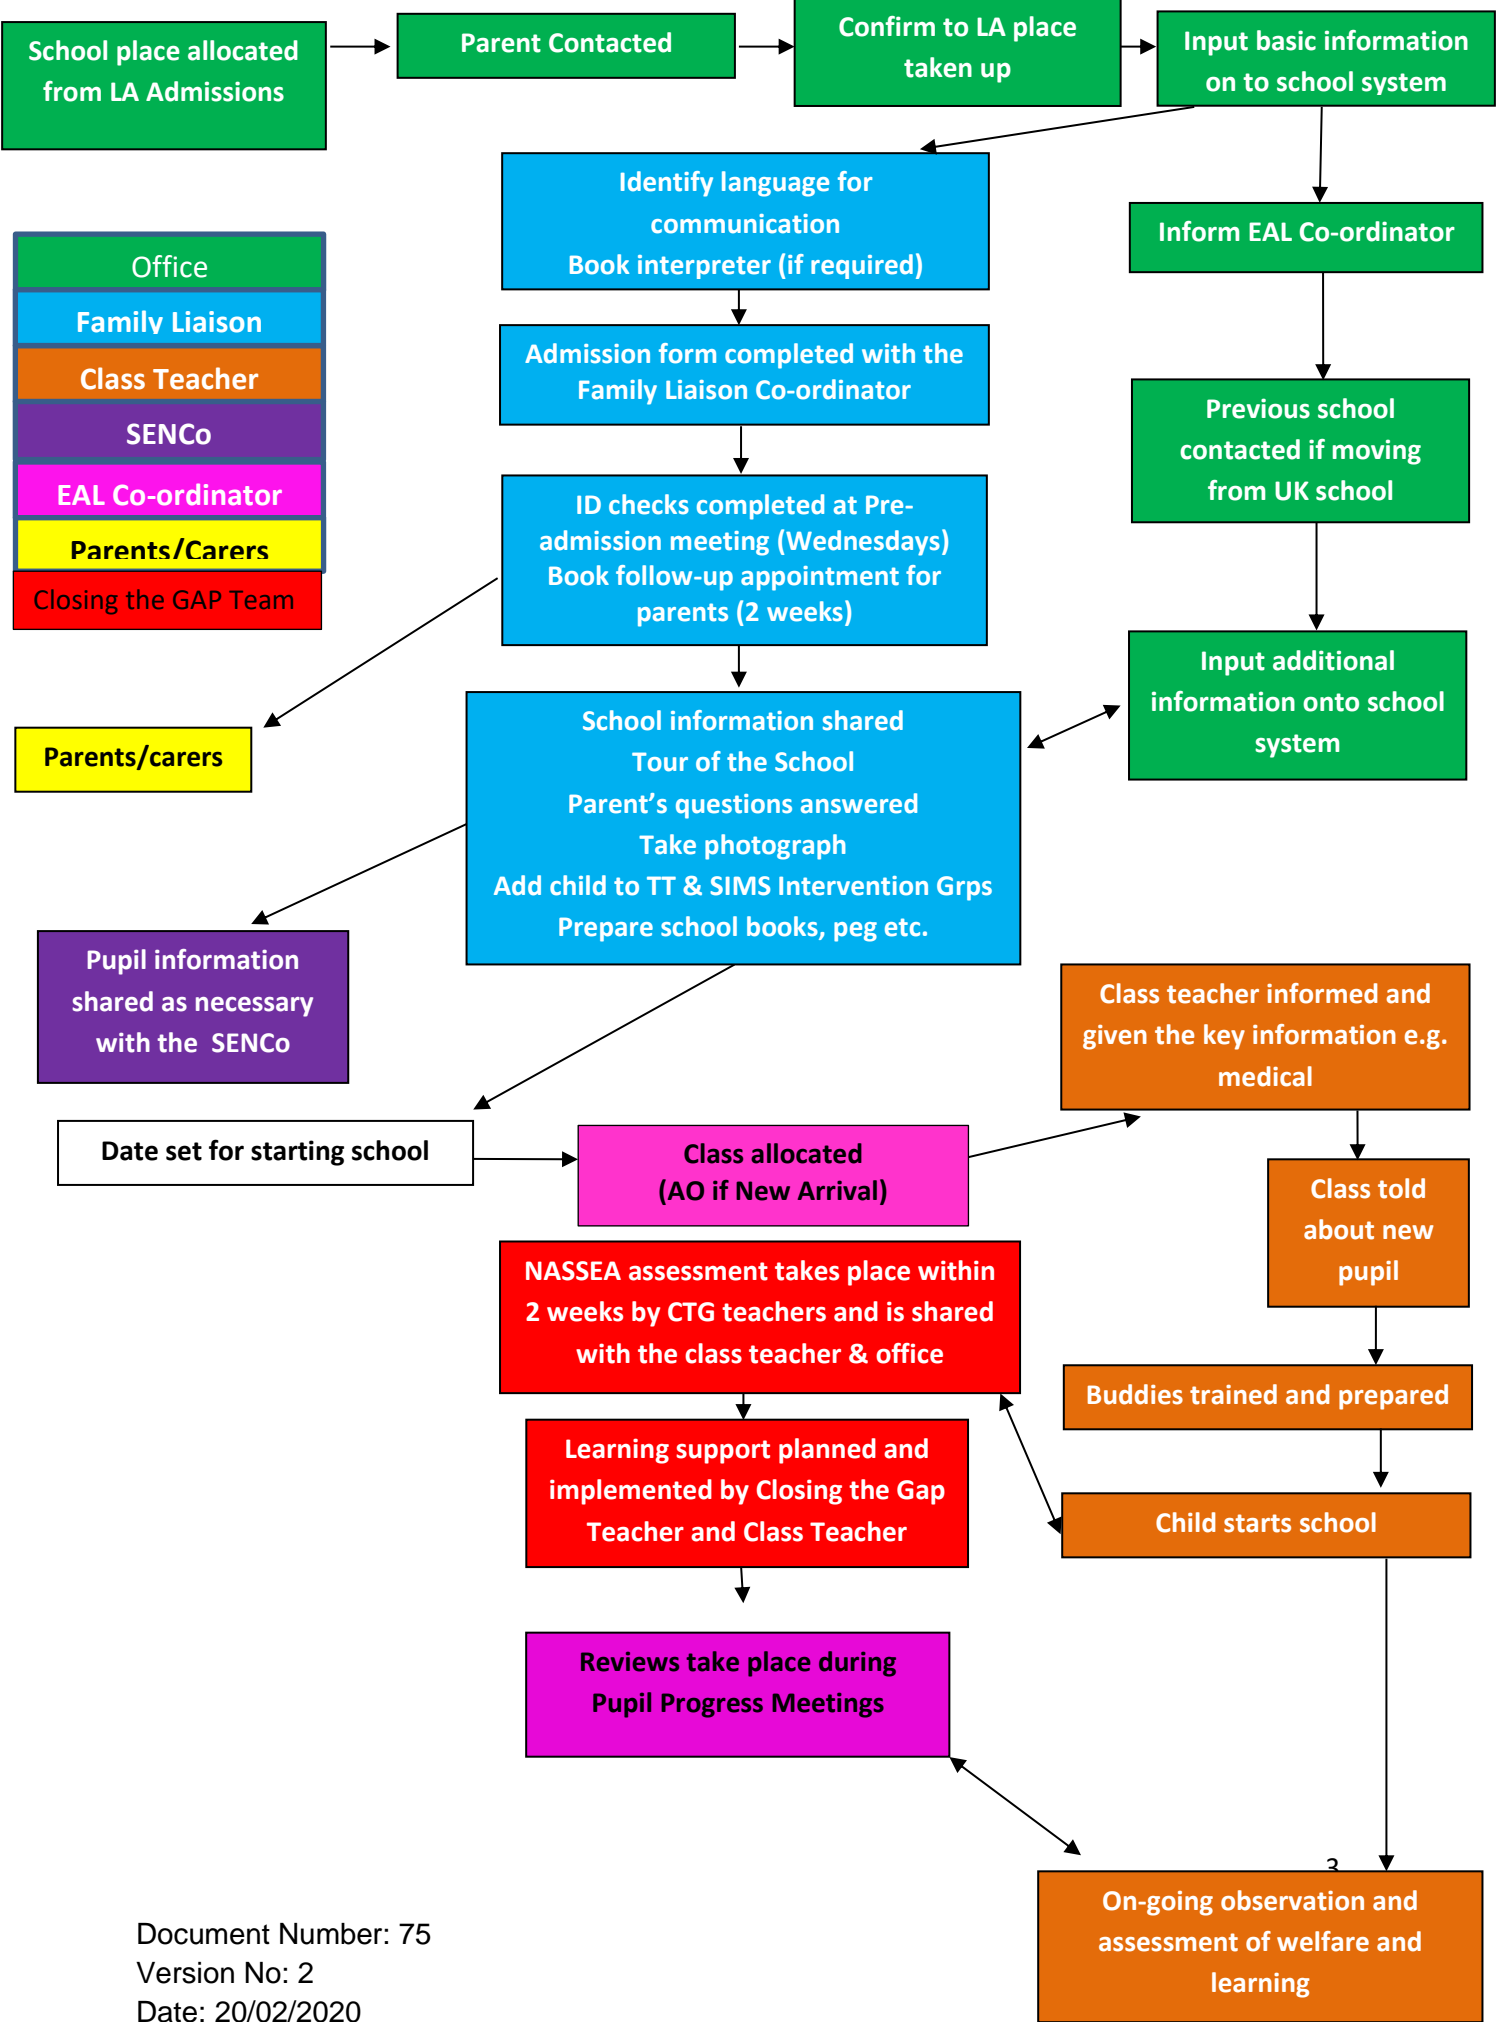 School place allocated
from LA Admissions
Parent Contacted
Confirm to LA place
taken up
Input basic information
on to school system
Identify language for
communication
Book interpreter (if required)
Inform EAL Co-ordinator
Office
Family Liaison
Class Teacher
SENCo
EAL Co-ordinator
Parents/Carers
Closing the GAP Team
Admission form completed with the
Family Liaison Co-ordinator
Previous school
contacted if moving
from UK school
ID checks completed at Pre-
admission meeting (Wednesdays)
Book follow-up appointment for
parents (2 weeks)
Input additional
information onto school
system
Parents/carers
School information shared
Tour of the School
Parent’s questions answered
Take photograph
Add child to TT & SIMS Intervention Grps
Prepare school books, peg etc.
Pupil information
shared as necessary
with the SENCo
Class teacher informed and
given the key information e.g.
medical
Date set for starting school
Class allocated
(AO if New Arrival)
Class told
about new
pupil
NASSEA assessment takes place within
2 weeks by CTG teachers and is shared
with the class teacher & office
Buddies trained and prepared
Learning support planned and
implemented by Closing the Gap
Teacher and Class Teacher
Child starts school
Reviews take place during
Pupil Progress Meetings
3
On-going observation and
assessment of welfare and
learning
Document Number: 75
Version No: 2
Date: 20/02/2020